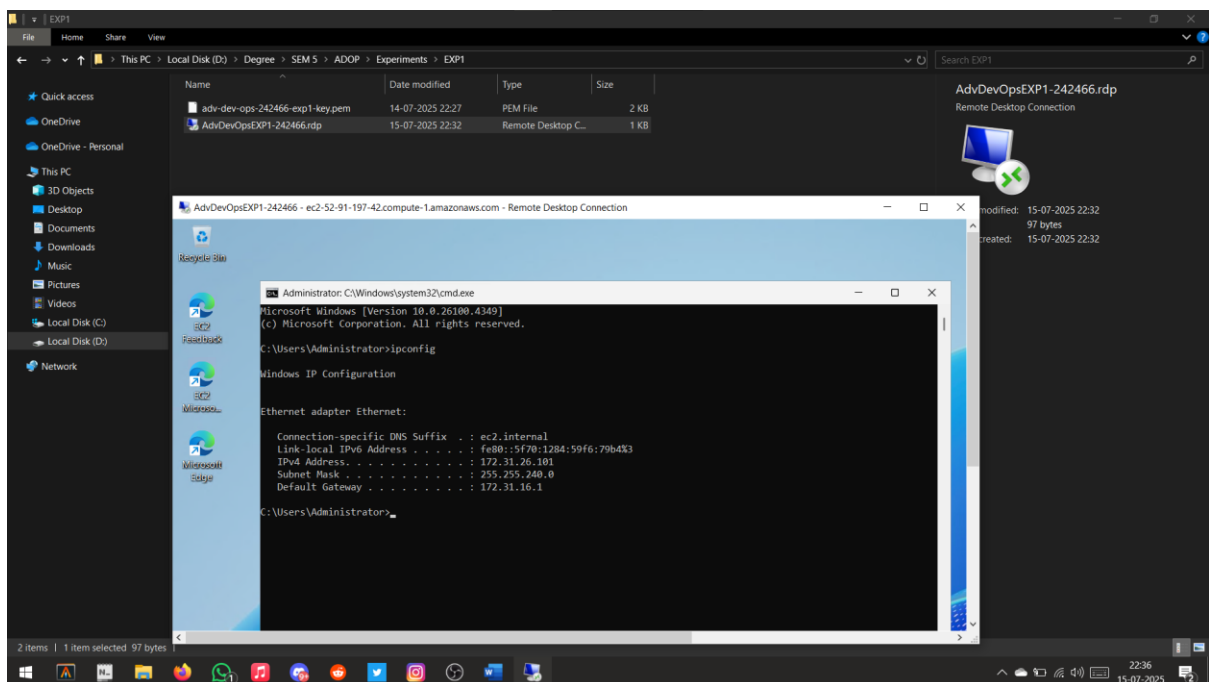 EXP1
File Home Share View
This PC > Local Disk (D:) > Degree > SEM 5 > ADOP > Experiments > EXP1
Search EXP1
Name Date modified Type Size
adv-dev-ops-242466-exp1-key.pem 14-07-2025 22:27 PEM File 2 KB
AdvDevOpsEXP1-242466.rdp 15-07-2025 22:32 Remote Desktop C... 1 KB
Quick access
OneDrive
OneDrive - Personal
This PC
3D Objects
Desktop
Documents
Downloads
Music
Pictures
Videos
Local Disk (C:)
Local Disk (D:)
Network
AdvDevOpsEXP1-242466.rdp
Remote Desktop Connection
modified: 15-07-2025 22:32
97 bytes
created: 15-07-2025 22:32
AdvDevOpsEXP1-242466 - ec2-52-91-197-42.compute-1.amazonaws.com - Remote Desktop Connection
Recycle Bin
EC2
Feedback
EC2
Microso...
Microsoft
Edge
Administrator: C:\Windows\system32\cmd.exe
Microsoft Windows [Version 10.0.26100.4349]
(c) Microsoft Corporation. All rights reserved.
C:\Users\Administrator>ipconfig
Windows IP Configuration
Ethernet adapter Ethernet:
Connection-specific DNS Suffix . : ec2.internal
Link-local IPv6 Address . . . . . : fe80::5f70:1284:59f6:79b4%3
IPv4 Address. . . . . . . . . . . : 172.31.26.101
Subnet Mask . . . . . . . . . . . : 255.255.240.0
Default Gateway . . . . . . . . . : 172.31.16.1
C:\Users\Administrator>_
2 items 1 item selected 97 bytes
22:36
15-07-2025